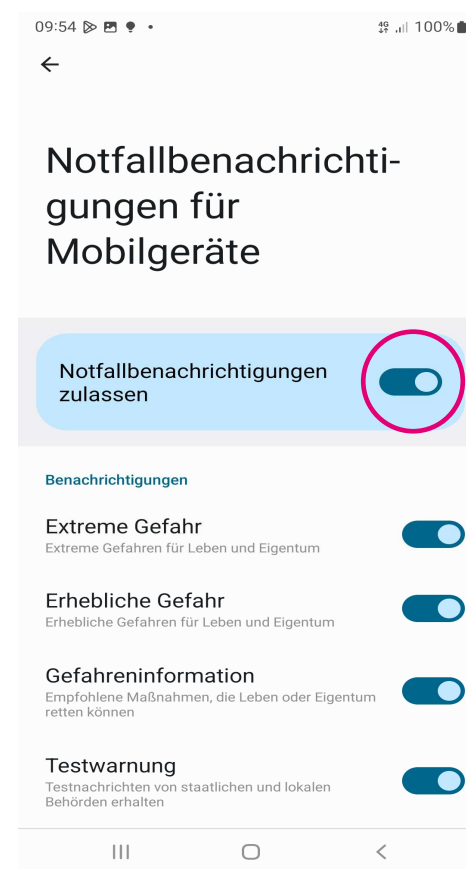 09:54
4G 100%
Notfallbenachrichti-
gungen für
Mobilgeräte
Notfallbenachrichtigungen
zulassen
Benachrichtigungen
Extreme Gefahr
Extreme Gefahren für Leben und Eigentum
Erhebliche Gefahr
Erhebliche Gefahren für Leben und Eigentum
Gefahreninformation
Empfohlene Maßnahmen, die Leben oder Eigentum
retten können
Testwarnung
Testnachrichten von staatlichen und lokalen
Behörden erhalten